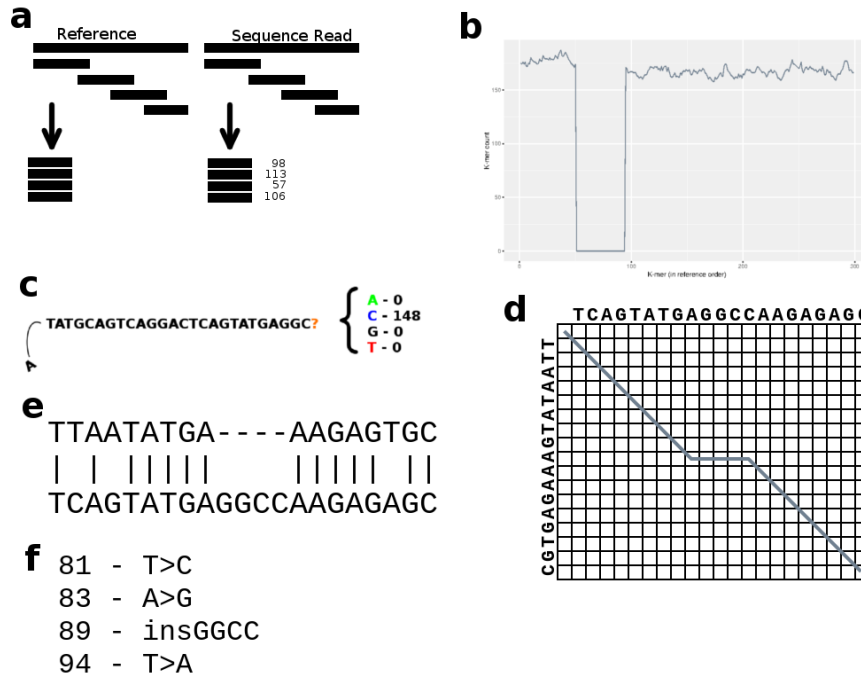 a
Reference
Sequence Read
98
113
57
106
b
K-mer count
150
100
50
0
0
100
200
300
K-mer (in reference order)
c
TATGCAGTCAGGACTCAGTATGAGGC?
A
A - 0
C - 148
G - 0
T - 0
d
TCAGTATGAGGCCAAGAGAGC
CGTGAGAAAGTATAATT
e
TTAATATGA----AAGAGTGC
TCAGTATGAGGCCAAGAGAGC
f
81 - T>C
83 - A>G
89 - insGGCC
94 - T>A